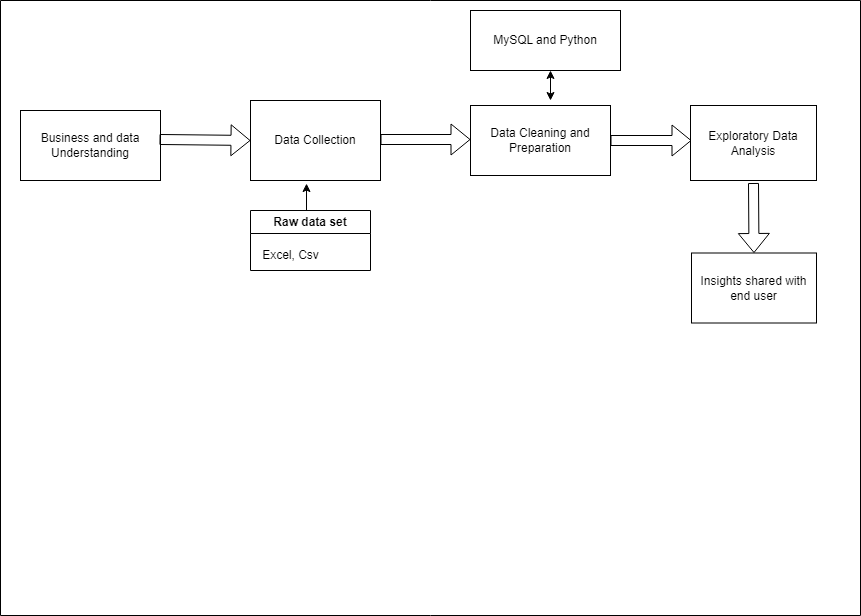 MySQL and Python
Business and data
Understanding
Data Collection
Data Cleaning and
Preparation
Exploratory Data
Analysis
Raw data set
Excel, Csv
Insights shared with
end user